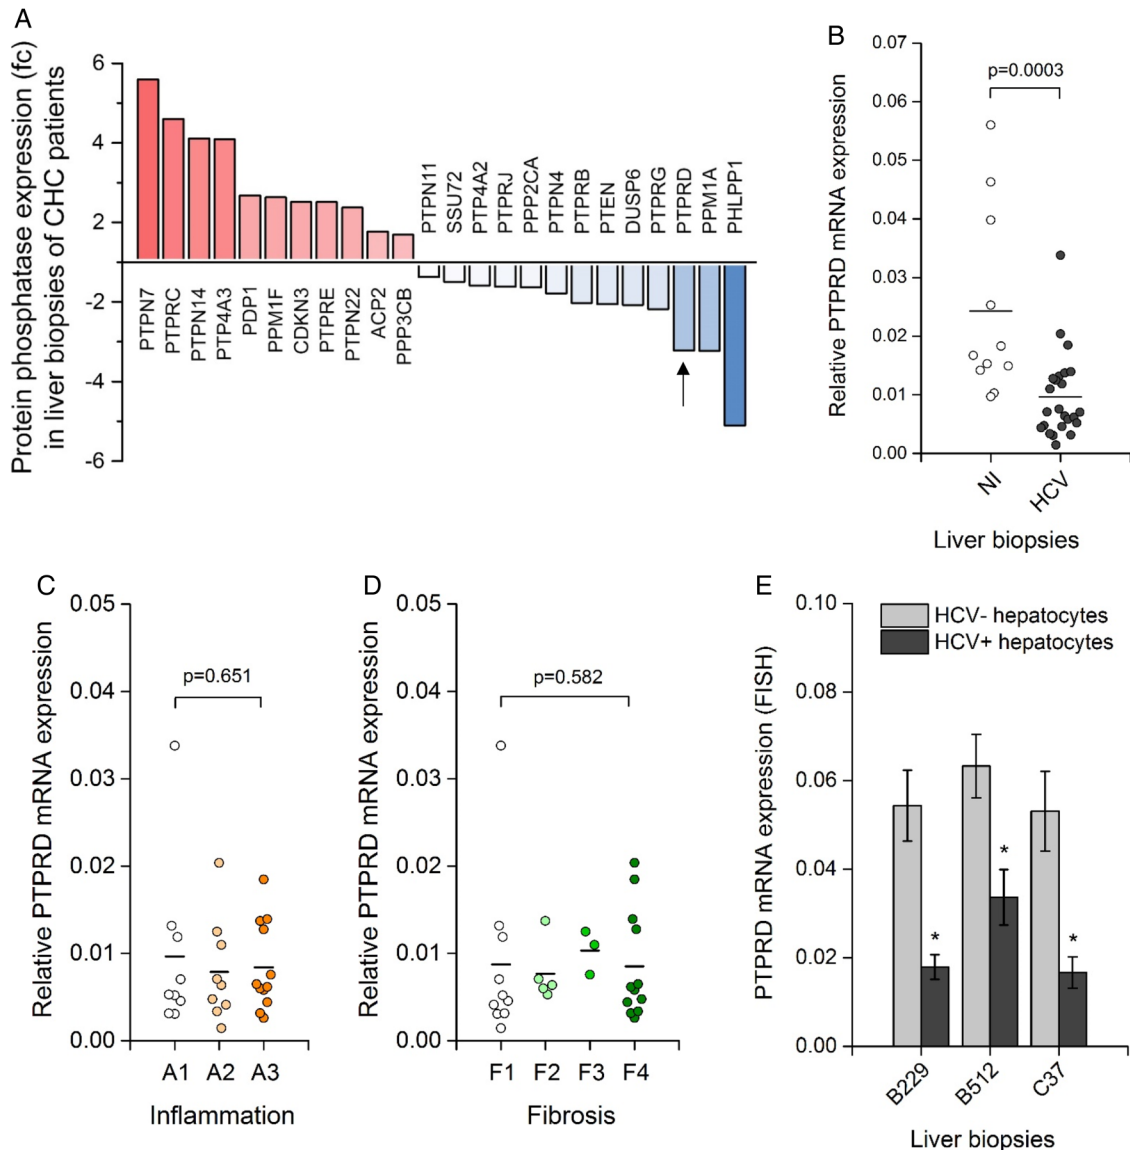 A
Protein phosphatase expression (fc)
in liver biopsies of CHC patients
6
4
2
-2
-4
-6
PTPN7
PTPRC
PTPN14
PTP4A3
PDP1
PPM1F
CDKN3
PTPRE
PTPN22
ACP2
PPP3CB
PTPN11
SSU72
PTP4A2
PTPRJ
PPP2CA
PTPN4
PTPRB
PTEN
DUSP6
PTPRG
PTPRD
PPM1A
PHLPP1
B
Relative PTPRD mRNA expression
0.07
0.06
0.05
0.04
0.03
0.02
0.01
0.00
p=0.0003
NI
HCV
Liver biopsies
C
Relative PTPRD mRNA expression
0.05
0.04
0.03
0.02
0.01
0.00
p=0.651
A1 A2 A3
Inflammation
D
Relative PTPRD mRNA expression
0.05
0.04
0.03
0.02
0.01
0.00
p=0.582
F1 F2 F3 F4
Fibrosis
E
PTPRD mRNA expression (FISH)
0.10
0.08
0.06
0.04
0.02
0.00
HCV- hepatocytes
HCV+ hepatocytes
*
*
*
B229
B512
C37
Liver biopsies